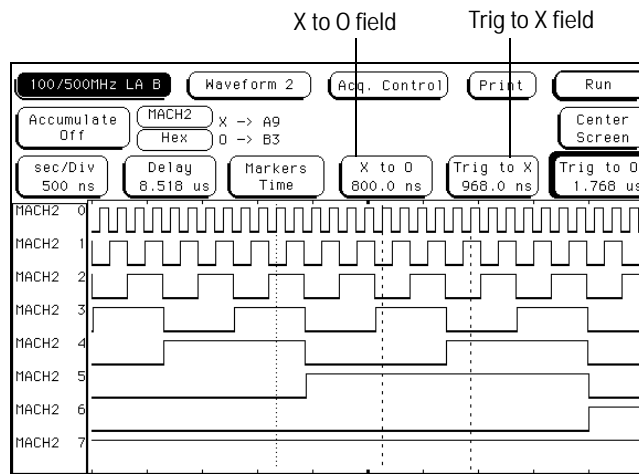 X to O field Trig to X field
100/500MHz LA B Waveform 2 Acq. Control Print Run
Accumulate Off MACH2 X -> A9 Center Screen
Hex O -> B3
sec/Div Delay Markers X to O Trig to X Trig to O
500 ns 8.518 us Time 800.0 ns 968.0 ns 1.768 us
MACH2 0
MACH2 1
MACH2 2
MACH2 3
MACH2 4
MACH2 5
MACH2 6
MACH2 7